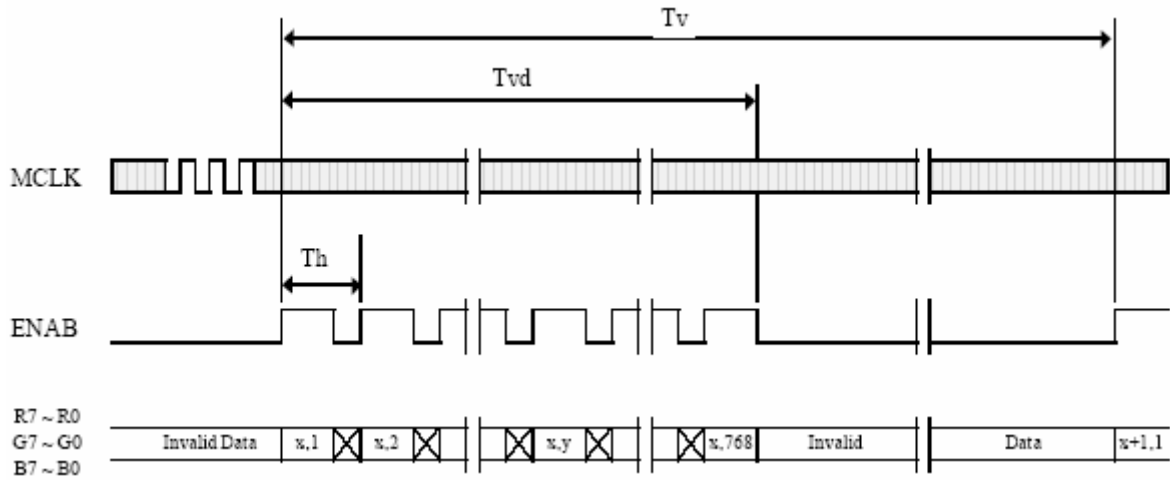 Tv
Tvd
MCLK
Th
ENAB
R7 ~ R0
G7 ~ G0 Invalid Data x,1 x,2 x,y x,768 Invalid Data x+1,1
B7 ~ B0